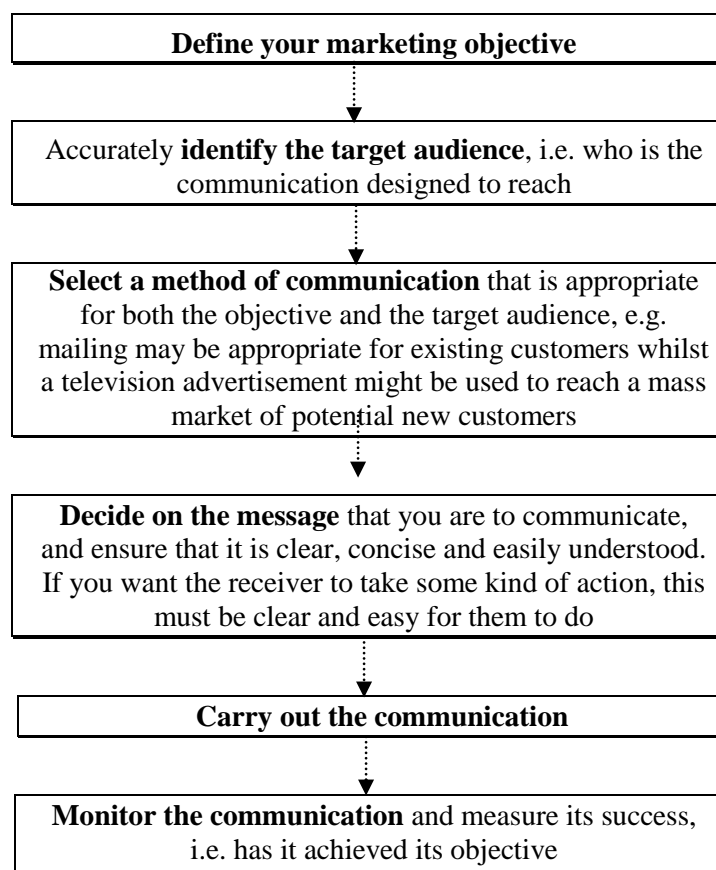 Define your marketing objective
Accurately identify the target audience, i.e. who is the
communication designed to reach
Select a method of communication that is appropriate
for both the objective and the target audience, e.g.
mailing may be appropriate for existing customers whilst
a television advertisement might be used to reach a mass
market of potential new customers
Decide on the message that you are to communicate,
and ensure that it is clear, concise and easily understood.
If you want the receiver to take some kind of action, this
must be clear and easy for them to do
Carry out the communication
Monitor the communication and measure its success,
i.e. has it achieved its objective